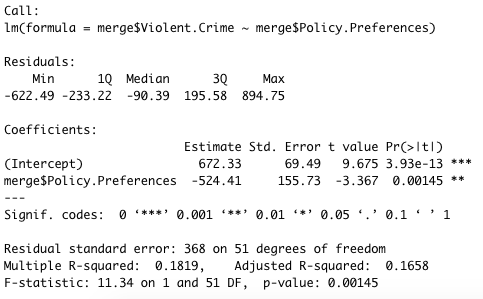 Call:
lm(formula = merge$Violent.Crime ~ merge$Policy.Preferences)
Residuals:
Min 1Q Median 3Q Max
-622.49 -233.22 -90.39 195.58 894.75
Coefficients:
Estimate Std. Error t value Pr(>|t|)
(Intercept) 672.33 69.49 9.675 3.93e-13 ***
merge$Policy.Preferences -524.41 155.73 -3.367 0.00145 **
---
Signif. codes: 0 ‘***’ 0.001 ‘**’ 0.01 ‘*’ 0.05 ‘.’ 0.1 ‘ ’ 1
Residual standard error: 368 on 51 degrees of freedom
Multiple R-squared: 0.1819, Adjusted R-squared: 0.1658
F-statistic: 11.34 on 1 and 51 DF, p-value: 0.00145